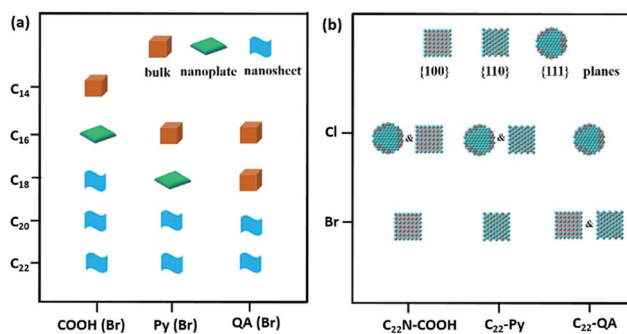 (a)
bulk nanoplate nanosheet
C14
C16
C18
C20
C22
COOH (Br) Py (Br) QA (Br)
(b)
{100} {110} {111} planes
Cl & &
Br &
C22N-COOH C22-Py C22-QA